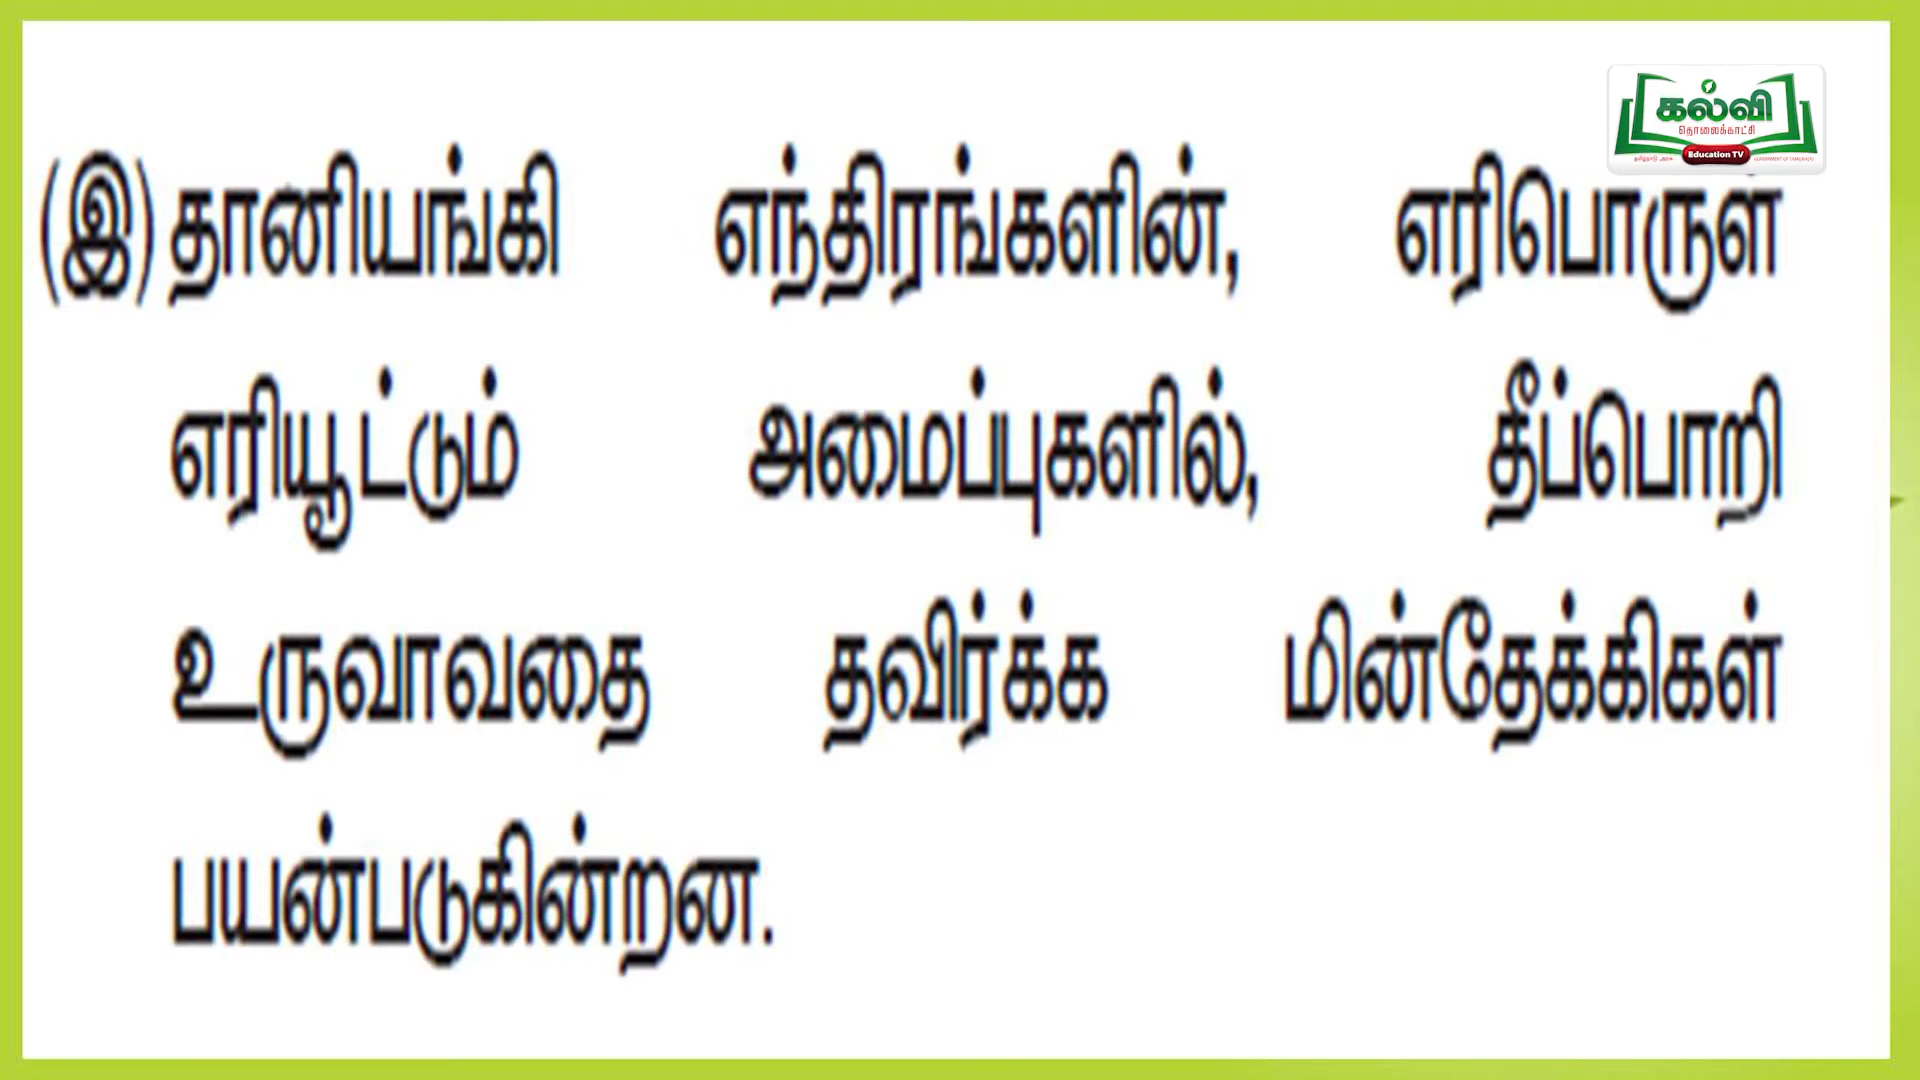 கல்வி
தொலைக்காட்சி
Education TV
(இ) தானியங்கி எந்திரங்களின், எரிபொருள்
எரியூட்டும் அமைப்புகளில், தீப்பொறி
உருவாவதை தவிர்க்க மின்தேக்கிகள்
பயன்படுகின்றன.